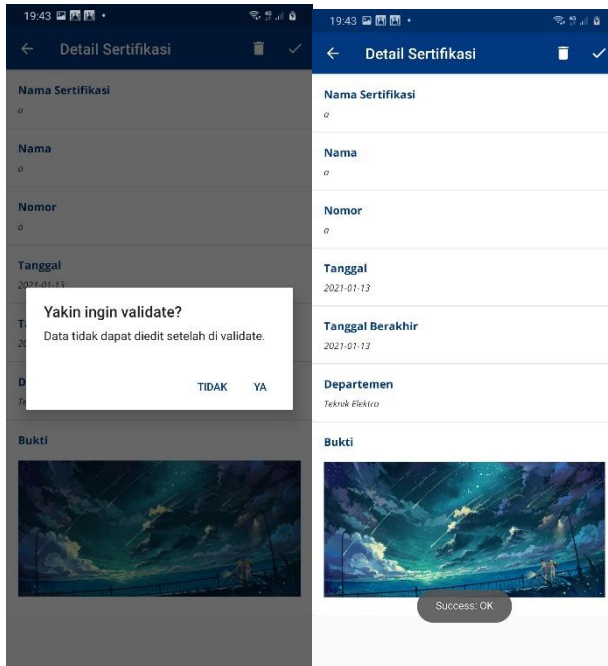 19:43
Detail Sertifikasi
Nama Sertifikasi
a
Nama
a
Nomor
a
Tanggal
2021-01-13
Yakin ingin validate?
Data tidak dapat diedit setelah di validate.
TIDAK YA
Bukti
19:43
Detail Sertifikasi
Nama Sertifikasi
a
Nama
a
Nomor
a
Tanggal
2021-01-13
Tanggal Berakhir
2021-01-13
Departemen
Teknik Elektro
Bukti
Success: OK